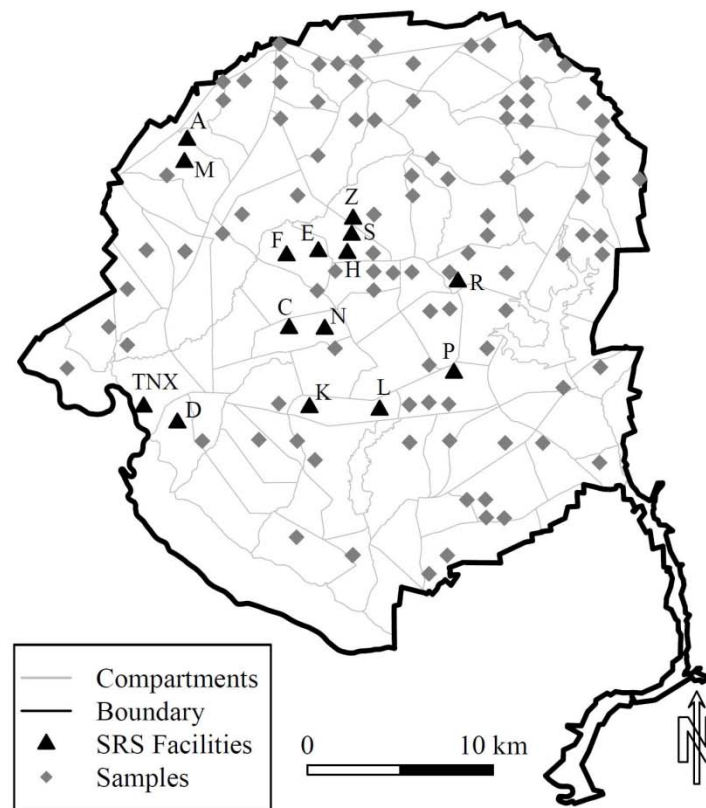 A
M
Z
S
F
E
H
R
C
N
P
TNX
D
K
L
Compartments
Boundary
SRS Facilities
Samples
0 10 km
N